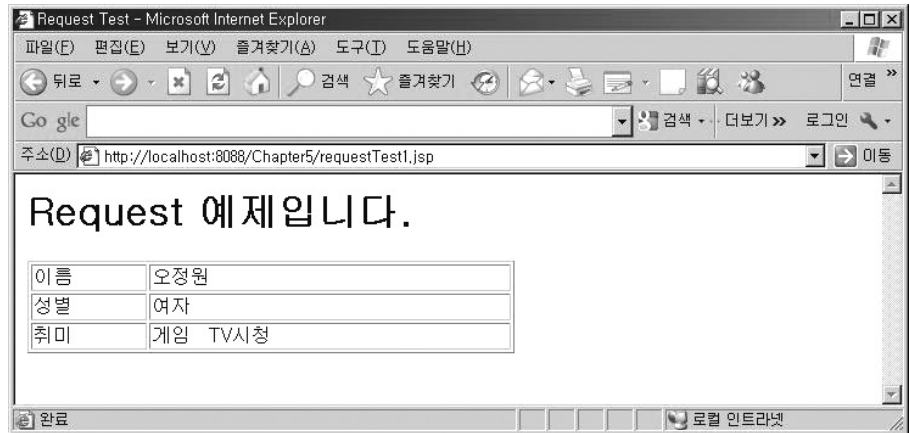 Request Test - Microsoft Internet Explorer
파일(F) 편집(E) 보기(V) 즐겨찾기(A) 도구(T) 도움말(H)
뒤로 검색 즐겨찾기 연결 »
Go gle 검색 더보기 » 로그인
주소(D) http://localhost:8088/Chapter5/requestTest1.jsp 이동
Request 예제입니다.
이름 오정원
성별 여자
취미 게임 TV시청
완료 로컬 인트라넷